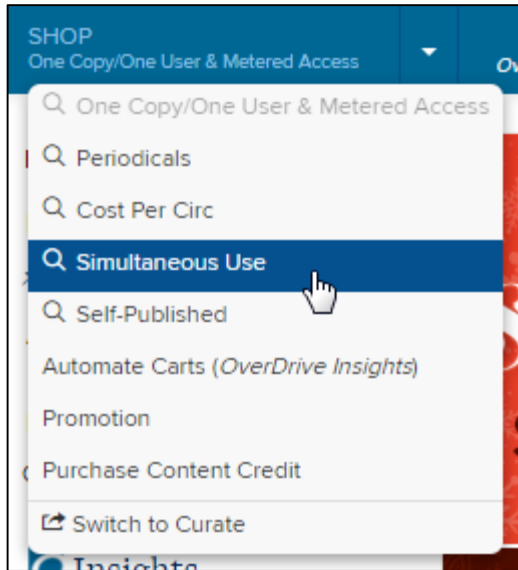 SHOP
One Copy/One User & Metered Access
Ov
One Copy/One User & Metered Access
Periodicals
Cost Per Circ
Simultaneous Use
Self-Published
Automate Carts (OverDrive Insights)
Promotion
Purchase Content Credit
Switch to Curate
Insights